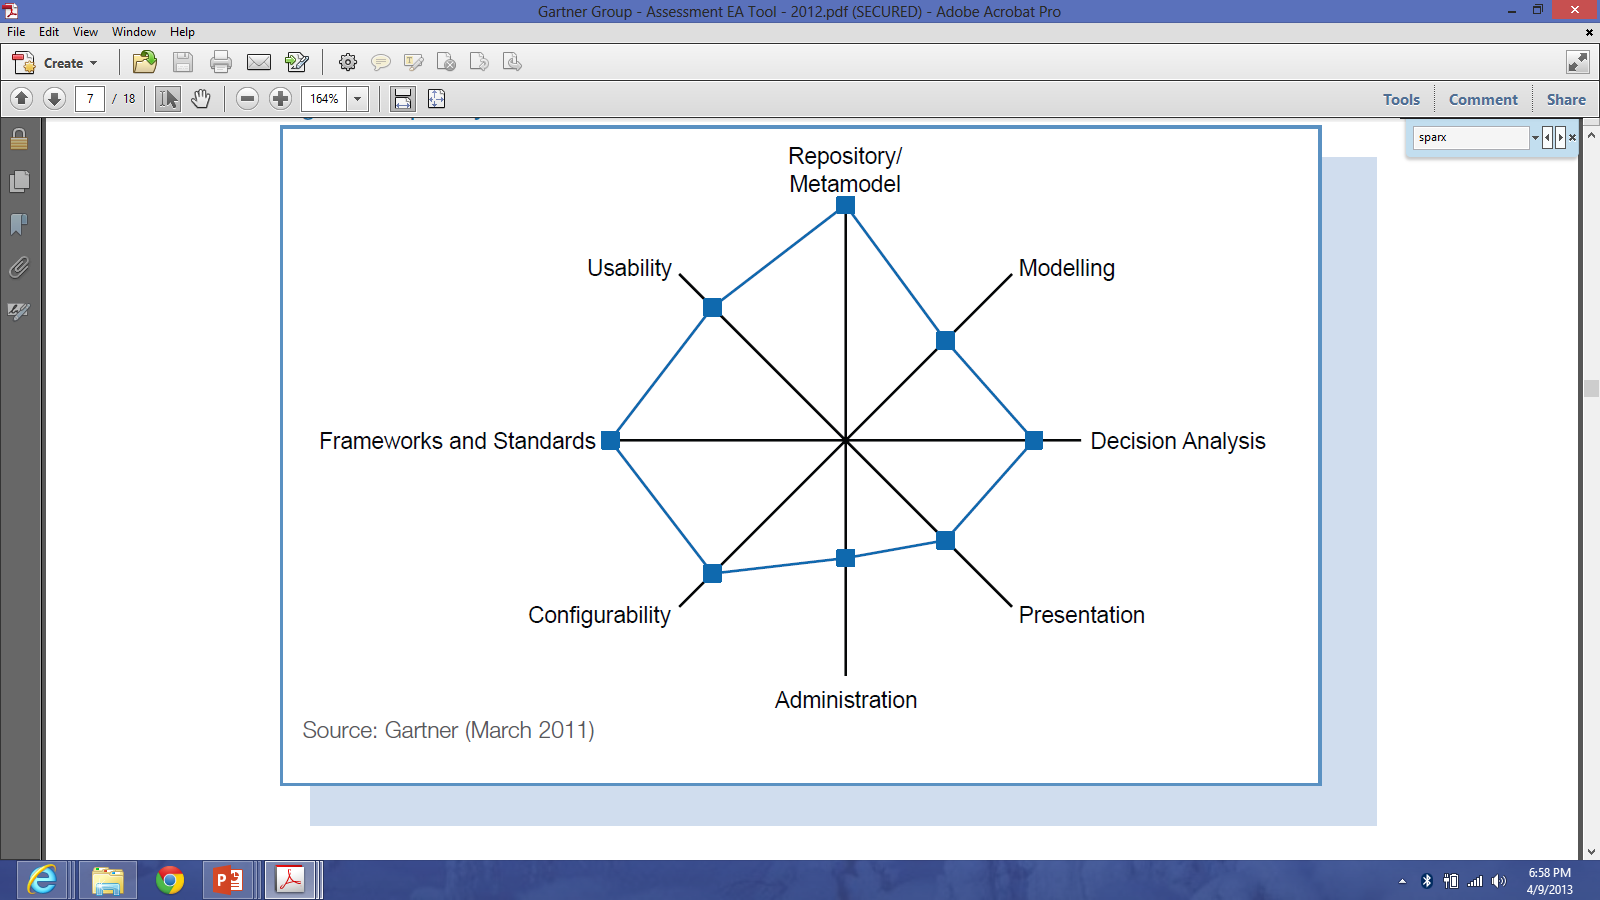 Gartner Group - Assessment EA Tool - 2012.pdf (SECURED) - Adobe Acrobat Pro
File Edit View Window Help
Create
7 / 18 164% Tools Comment Share
sparx
Repository/
Metamodel
Usability
Modelling
Frameworks and Standards
Decision Analysis
Configurability
Presentation
Administration
Source: Gartner (March 2011)
6:58 PM
4/9/2013